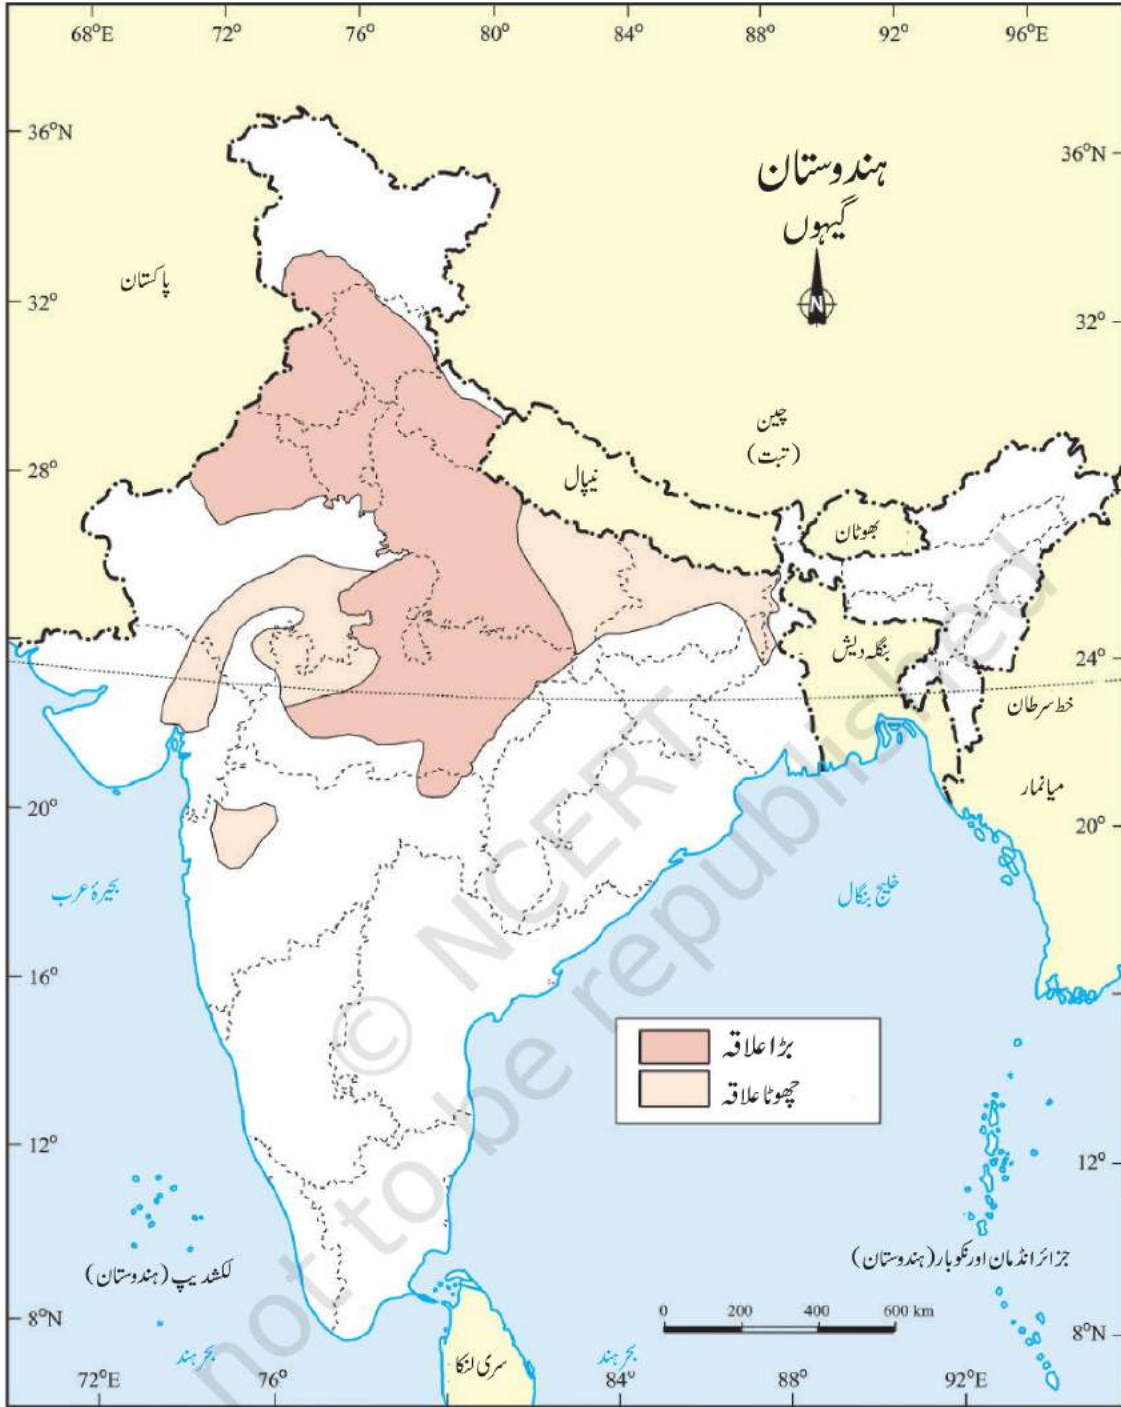 68°E 72° 76° 80° 84° 88° 92° 96°E
36°N
36°N
ہندوستان
گیہوں
N
پاکستان
32°
32°
چین
(تبت)
28°
نیپال
بھوٹان
بنگلہ دیش
24°
خط سرطان
میانمار
20°
20°
بحیرۂ عرب
خلیج بنگال
16°
بڑا علاقہ
چھوٹا علاقہ
12°
12°
لکشدیپ (ہندوستان)
جزائر انڈمان اور نکوبار (ہندوستان)
0 200 400 600 km
8°N
8°N
بحر ہند
بحر ہند
سری لنکا
72°E 76° 84° 88° 92°E
© NCERT
not to be republished